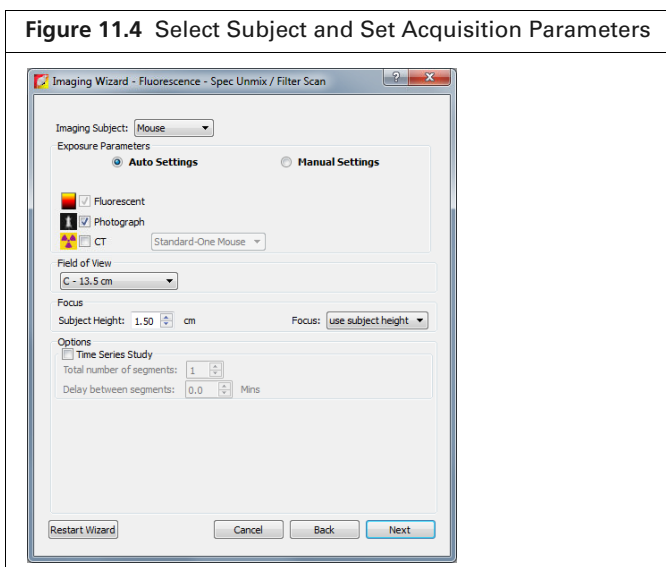 Figure 11.4 Select Subject and Set Acquisition Parameters
Imaging Wizard - Fluorescence - Spec Unmix / Filter Scan
Imaging Subject: Mouse
Exposure Parameters
Auto Settings Manual Settings
Fluorescent
Photograph
CT Standard-One Mouse
Field of View
C - 13.5 cm
Focus
Subject Height: 1.50 cm Focus: use subject height
Options
Time Series Study
Total number of segments: 1
Delay between segments: 0.0 Mins
Restart Wizard Cancel Back Next